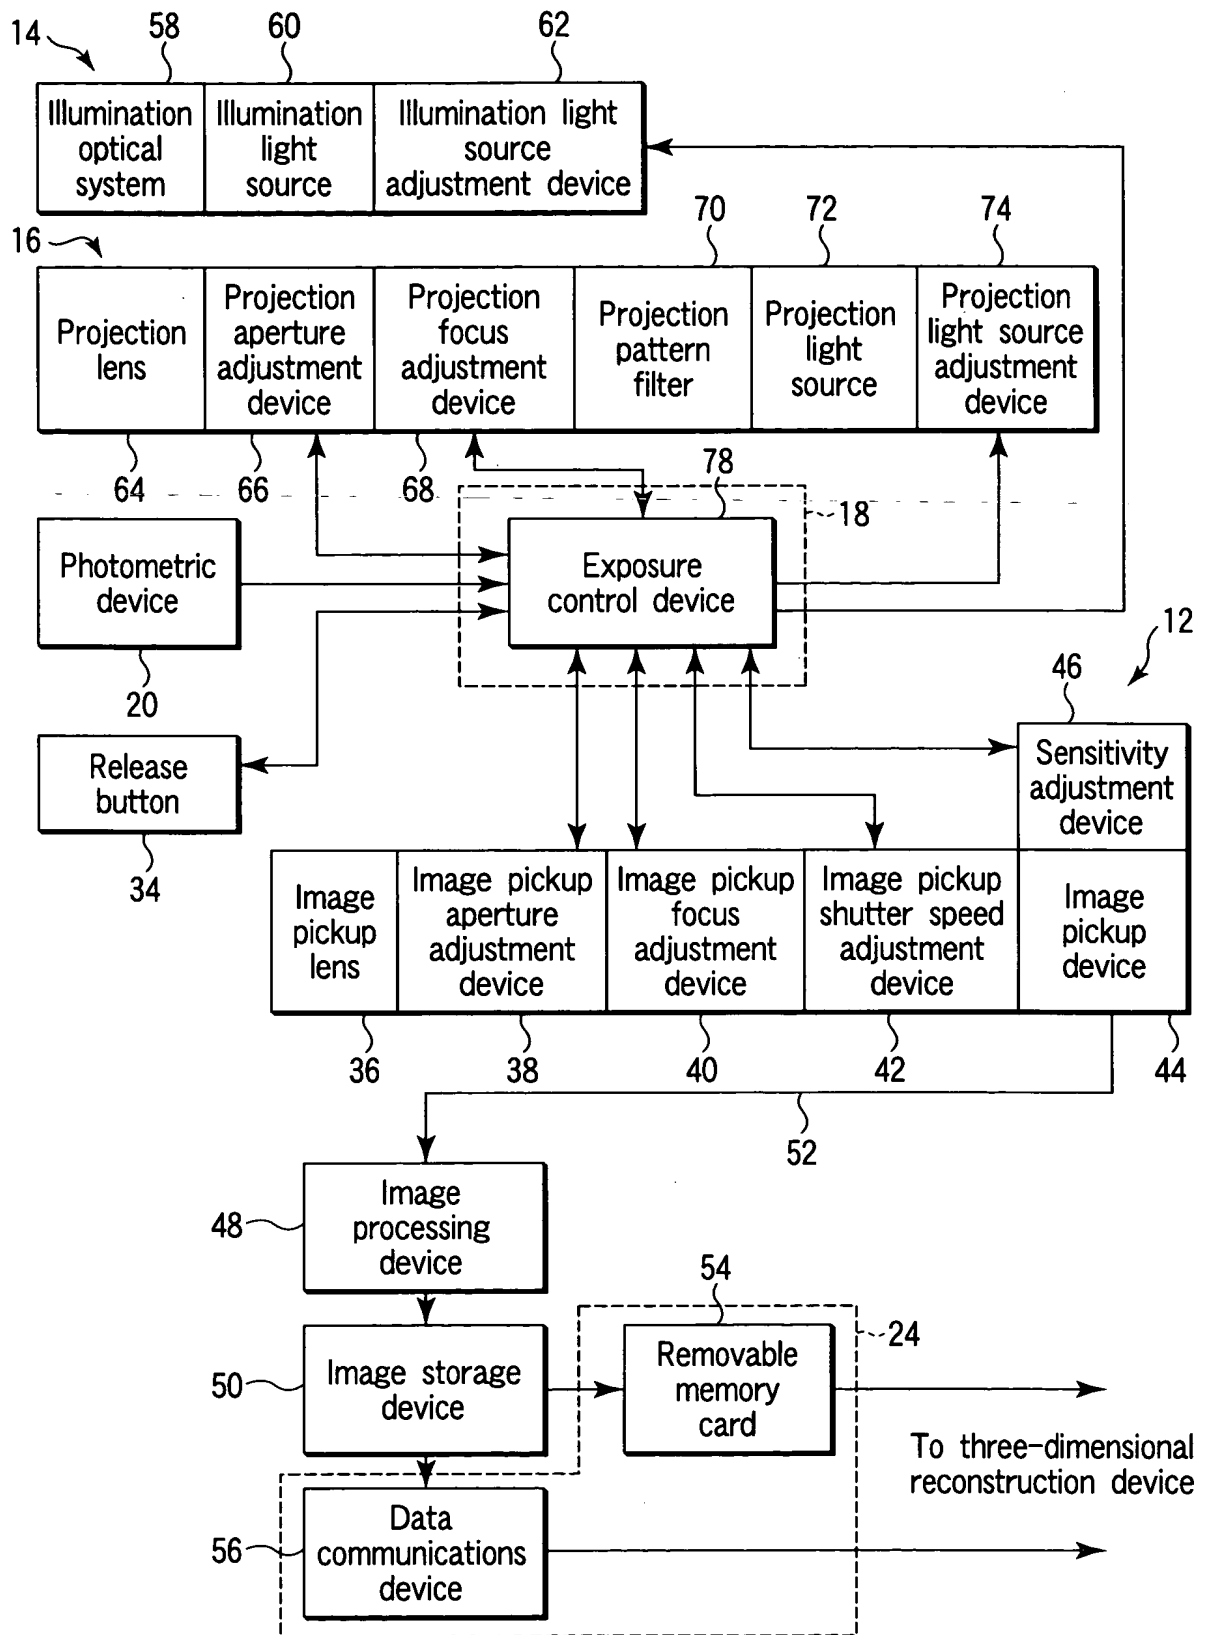 14
58
60
62
Illumination
optical
system
Illumination
light
source
Illumination light
source
adjustment device
16
70
72
74
Projection
lens
Projection
aperture
adjustment
device
Projection
focus
adjustment
device
Projection
pattern
filter
Projection
light
source
Projection
light source
adjustment
device
64
66
68
78
18
Photometric
device
20
Exposure
control device
12
46
Release
button
34
Sensitivity
adjustment
device
Image
pickup
lens
Image pickup
aperture
adjustment
device
Image pickup
focus
adjustment
device
Image pickup
shutter speed
adjustment
device
Image
pickup
device
36
38
40
42
44
52
48
Image
processing
device
54
24
50
Image storage
device
Removable
memory
card
To three-dimensional
reconstruction device
56
Data
communications
device